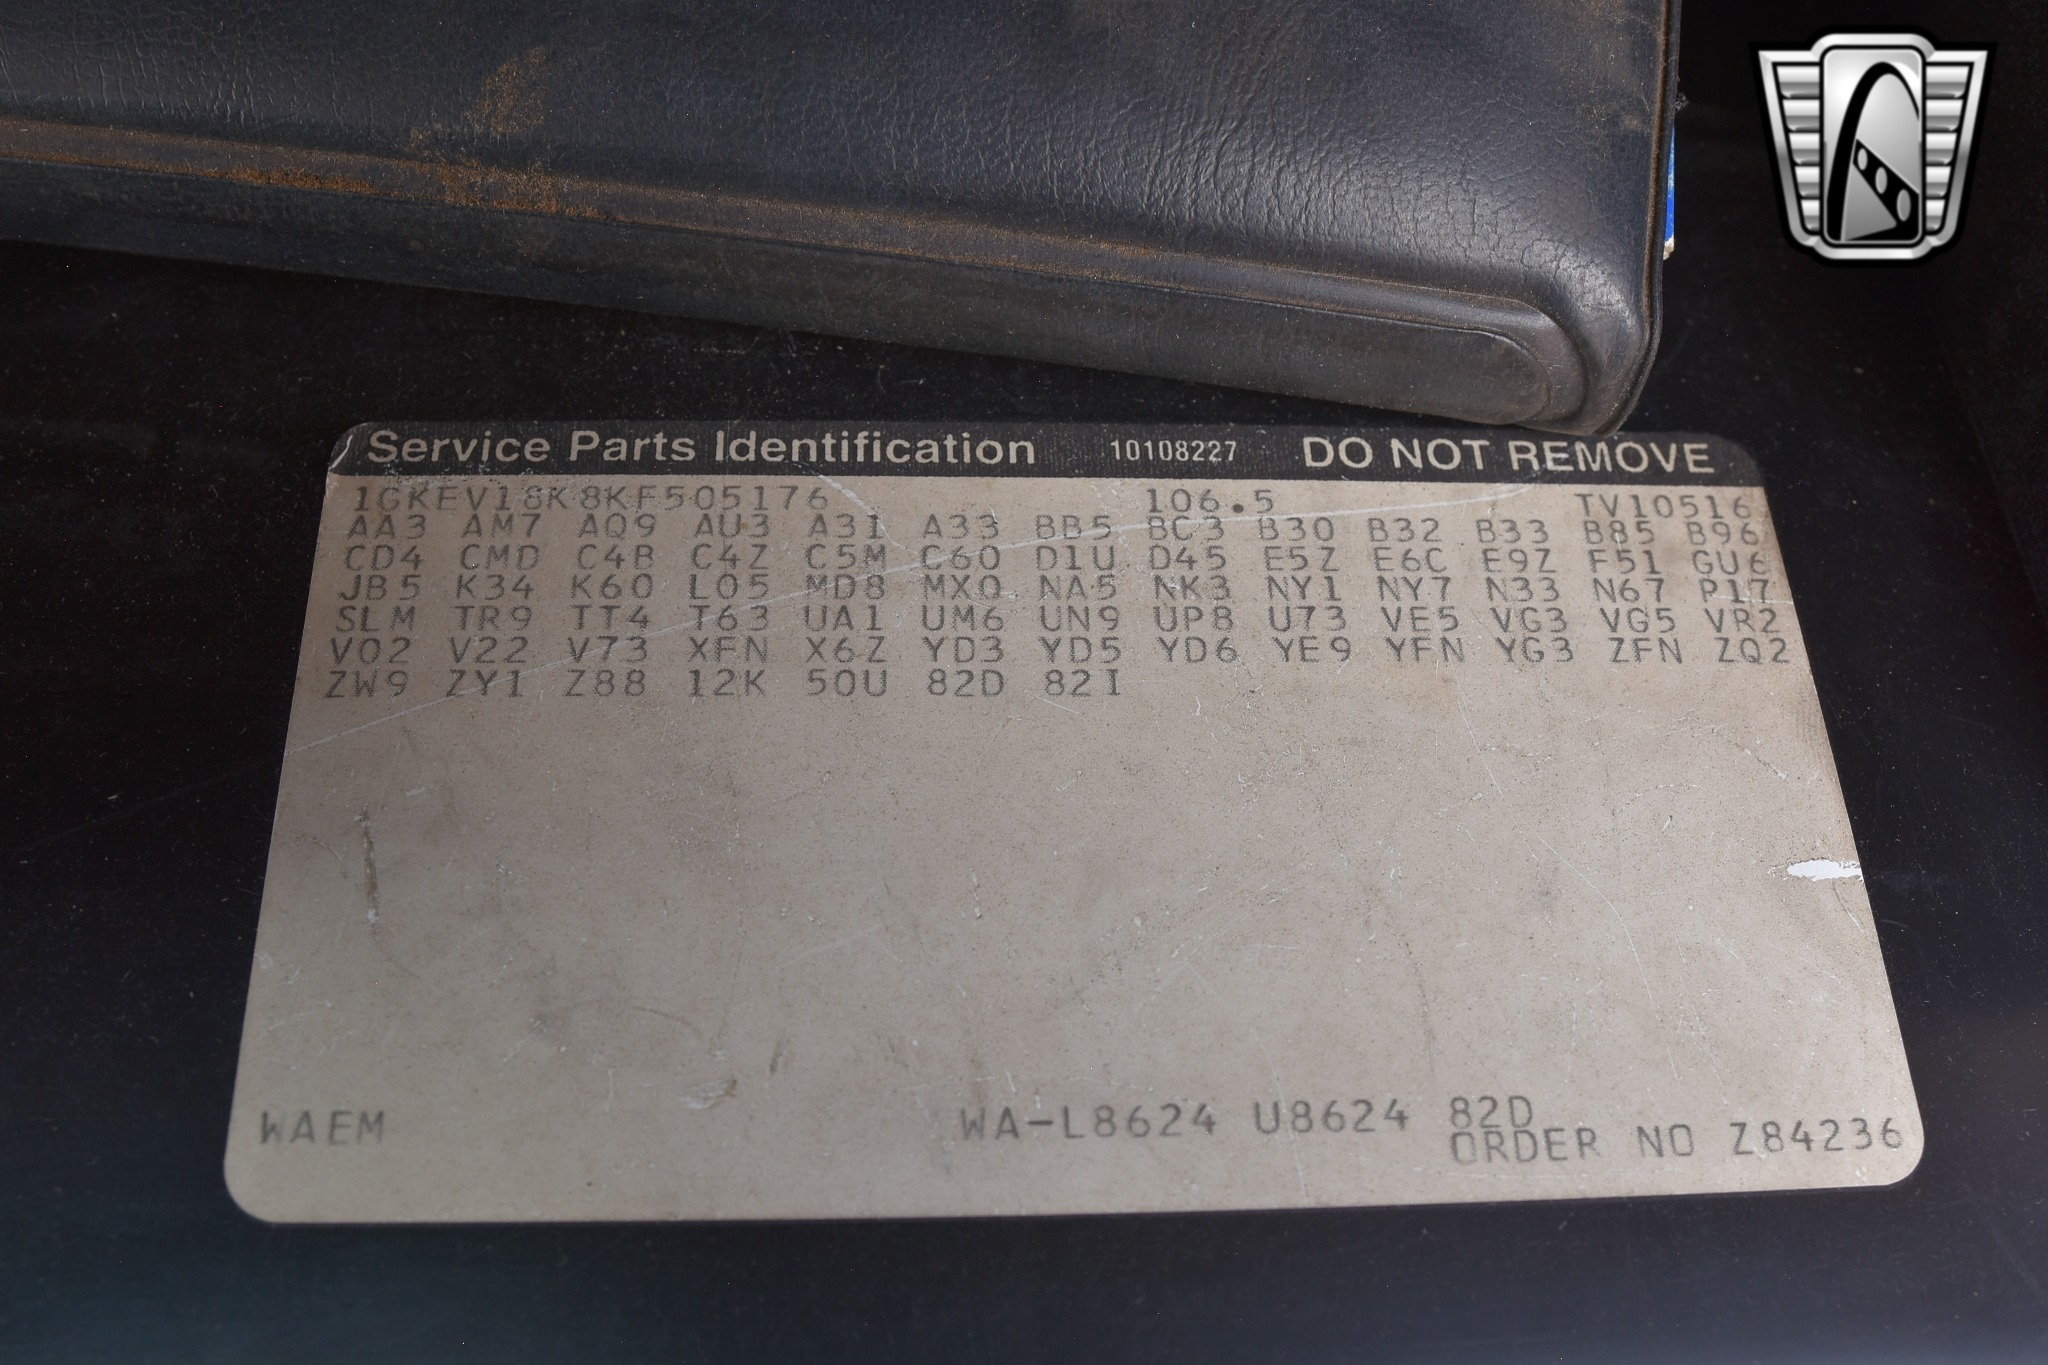 Service Parts Identification 10108227 DO NOT REMOVE
1GKEV18K8KF505176 106.5 TV10516
AA3 AM7 AQ9 AU3 A31 A33 BB5 BC3 B30 B32 B33 B85 B96
CD4 CMD C4B C4Z C5M C60 D1U D45 E5Z E6C E9Z F51 GU6
JB5 K34 K60 L05 MD8 MX0 NA5 NK3 NY1 NY7 N33 N67 P17
SLM TR9 TT4 T63 UA1 UM6 UN9 UP8 U73 VE5 VG3 VG5 VR2
V02 V22 V73 XFN X6Z YD3 YD5 YD6 YE9 YFN YG3 ZFN ZQ2
ZW9 ZY1 Z88 12K 50U 82D 82I
WAEM WA-L8624 U8624 82D
ORDER NO Z84236